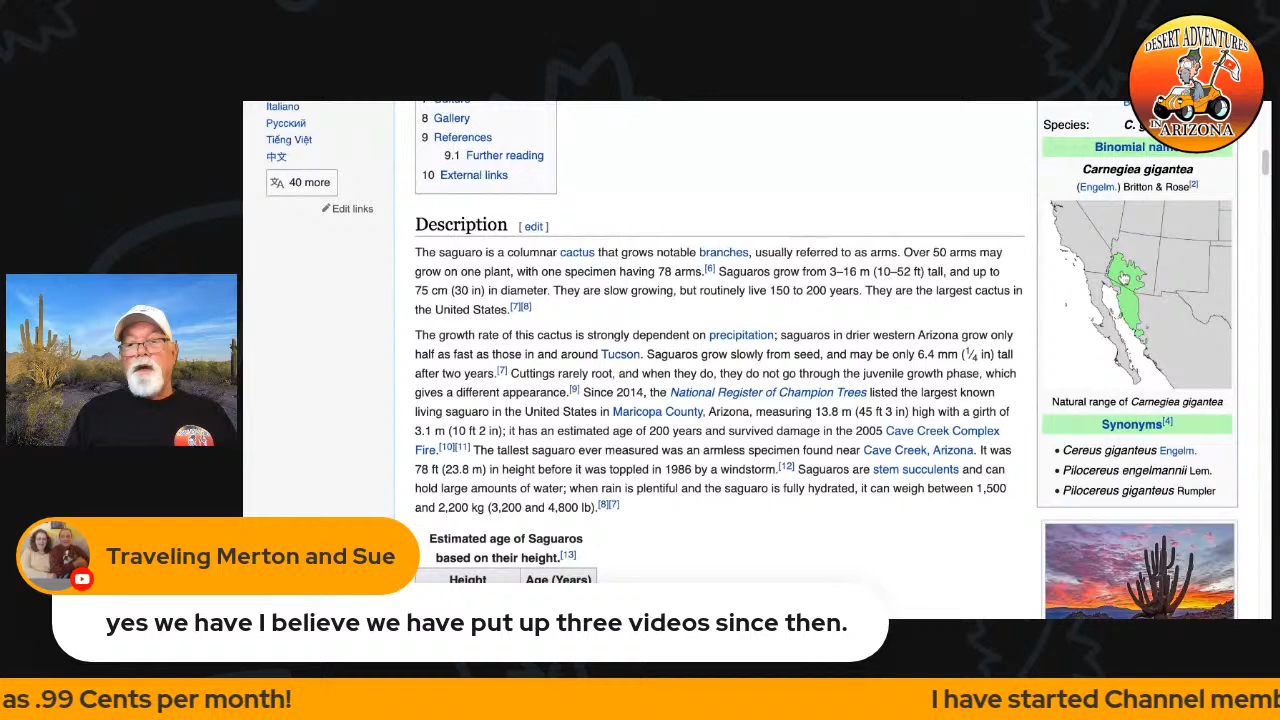 DESERT ADVENTURES
IN ARIZONA
Italiano
Русский
Tiếng Việt
中文
40 more
Edit links
8 Gallery
9 References
9.1 Further reading
10 External links
Description [ edit ]
The saguaro is a columnar cactus that grows notable branches, usually referred to as arms. Over 50 arms may
grow on one plant, with one specimen having 78 arms.[6] Saguaros grow from 3–16 m (10–52 ft) tall, and up to
75 cm (30 in) in diameter. They are slow growing, but routinely live 150 to 200 years. They are the largest cactus in
the United States.[7][8]
The growth rate of this cactus is strongly dependent on precipitation; saguaros in drier western Arizona grow only
half as fast as those in and around Tucson. Saguaros grow slowly from seed, and may be only 6.4 mm (1⁄4 in) tall
after two years.[7] Cuttings rarely root, and when they do, they do not go through the juvenile growth phase, which
gives a different appearance.[9] Since 2014, the National Register of Champion Trees listed the largest known
living saguaro in the United States in Maricopa County, Arizona, measuring 13.8 m (45 ft 3 in) high with a girth of
3.1 m (10 ft 2 in); it has an estimated age of 200 years and survived damage in the 2005 Cave Creek Complex
Fire.[10][11] The tallest saguaro ever measured was an armless specimen found near Cave Creek, Arizona. It was
78 ft (23.8 m) in height before it was toppled in 1986 by a windstorm.[12] Saguaros are stem succulents and can
hold large amounts of water; when rain is plentiful and the saguaro is fully hydrated, it can weigh between 1,500
and 2,200 kg (3,200 and 4,800 lb).[8][7]
Estimated age of Saguaros
based on their height.[13]
Height Age (Years)
Species: C. g
Binomial nam
Carnegiea gigantea
(Engelm.) Britton & Rose[2]
Natural range of Carnegiea gigantea
Synonyms[4]
• Cereus giganteus Engelm.
• Pilocereus engelmannii Lem.
• Pilocereus giganteus Rumpler
Traveling Merton and Sue
yes we have I believe we have put up three videos since then.
as .99 Cents per month!
I have started Channel memb